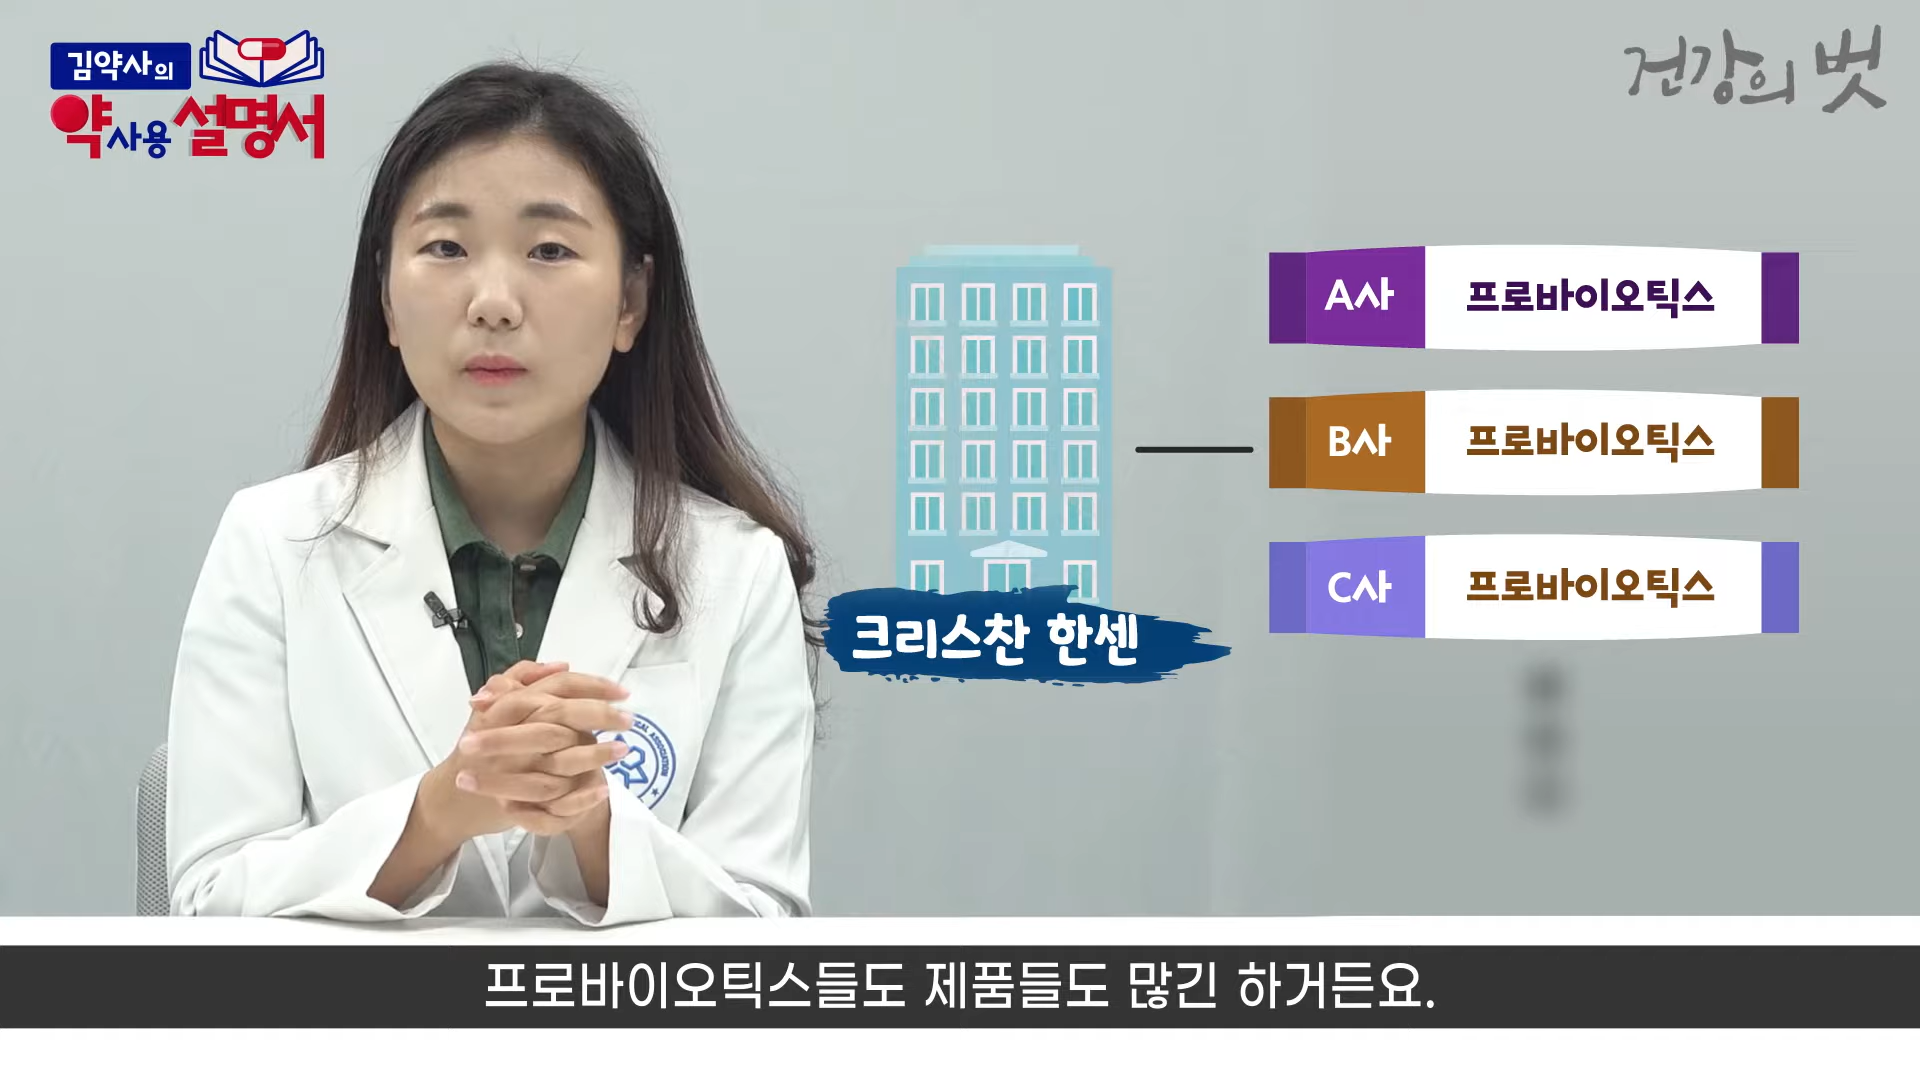 김약사의
약사용 설명서
건강의 벗
A사 프로바이오틱스
B사 프로바이오틱스
C사 프로바이오틱스
크리스찬 한센
프로바이오틱스들도 제품들도 많긴 하거든요.